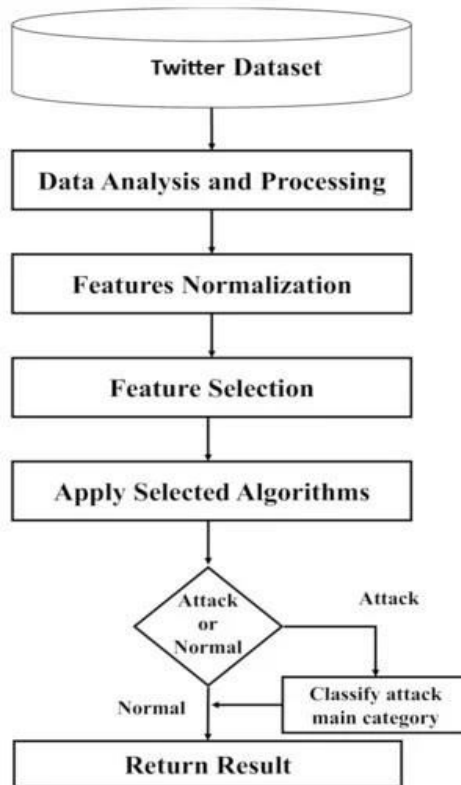 Twitter Dataset
Data Analysis and Processing
Features Normalization
Feature Selection
Apply Selected Algorithms
Attack
or
Normal
Attack
Classify attack
main category
Normal
Return Result